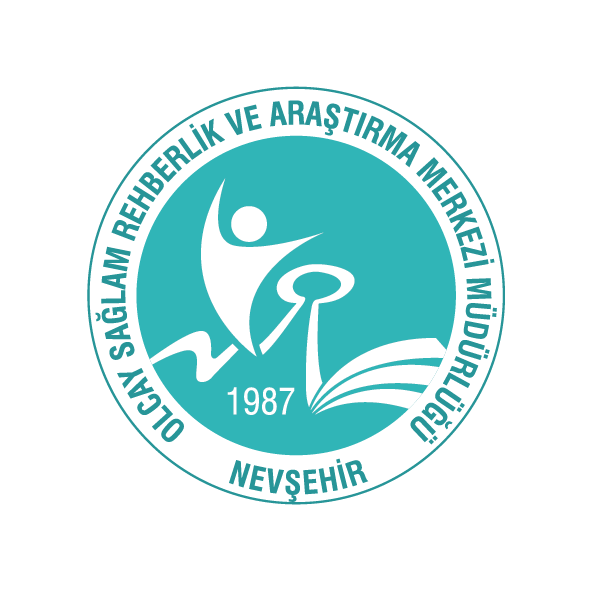 OLCAY SAĞLAM REHBERLİK VE ARAŞTIRMA MERKEZİ MÜDÜRLÜĞÜ
1987
NEVŞEHİR